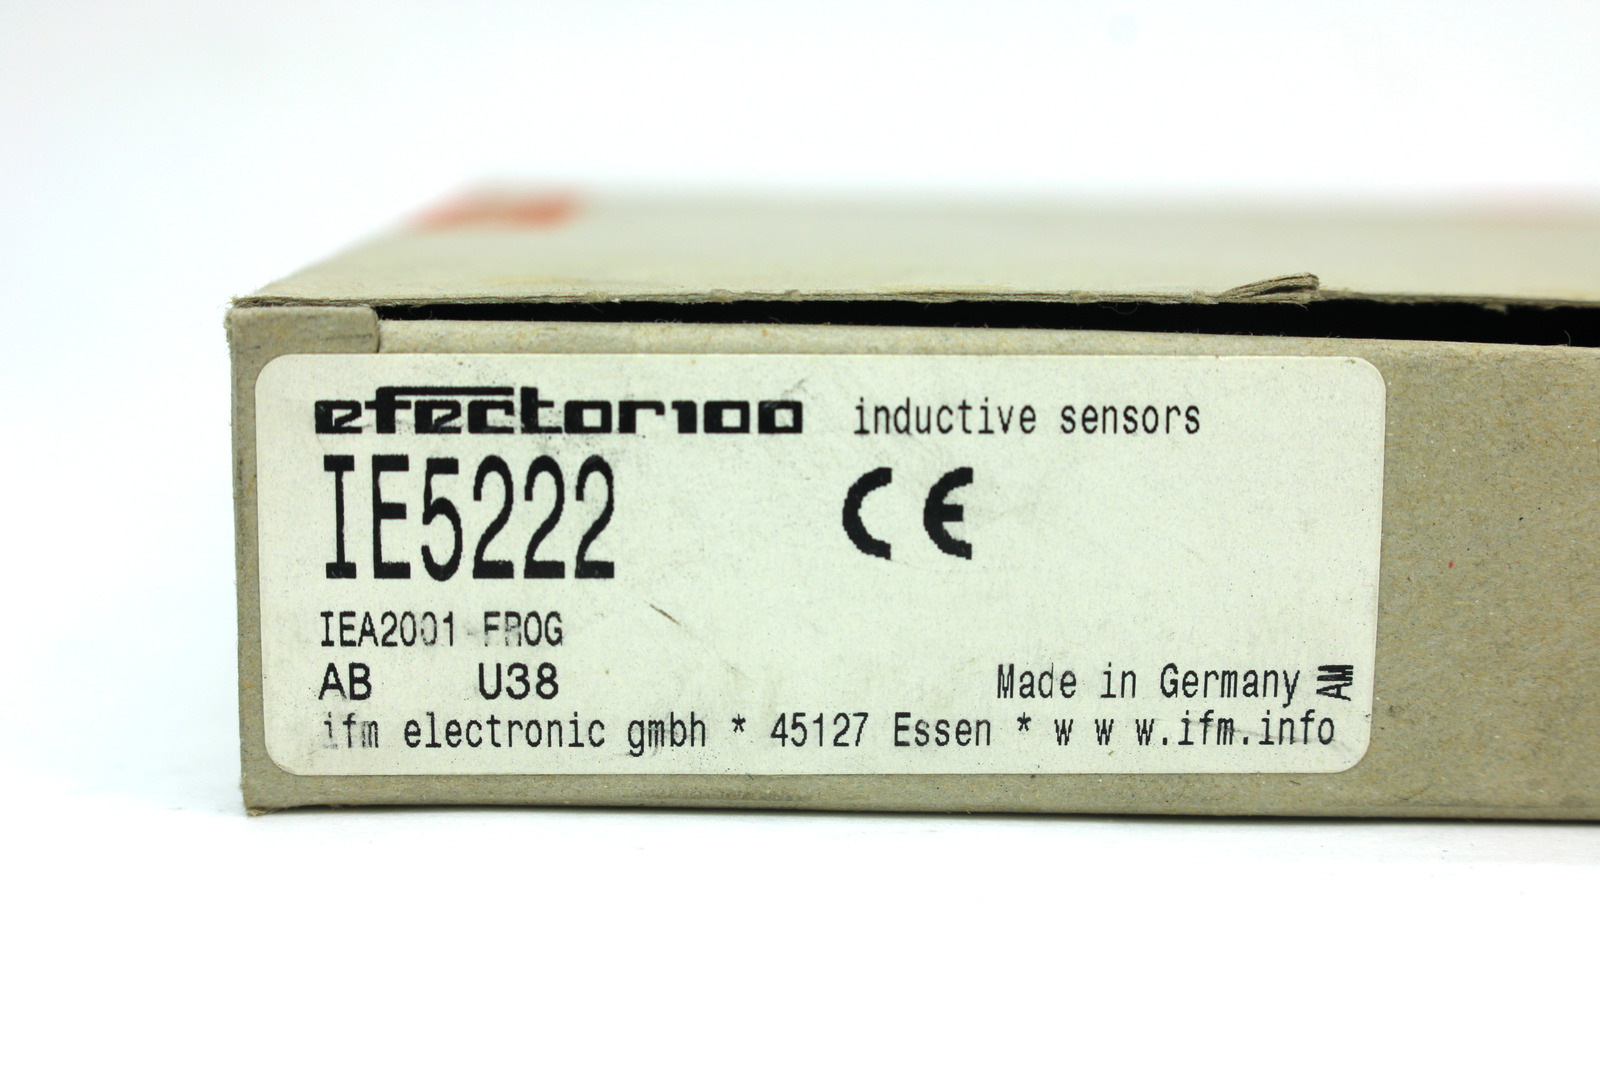 efector100 inductive sensors
IE5222
CE
IEA2001 FROG
AB U38
Made in Germany AM
ifm electronic gmbh * 45127 Essen * w w w.ifm.info